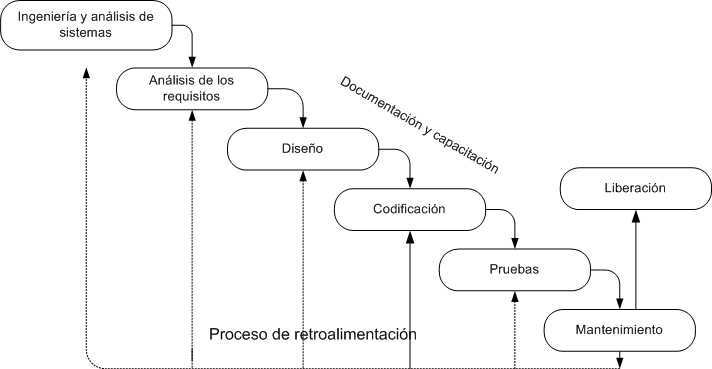 Ingeniería y análisis de
sistemas
Análisis de los
requisitos
Documentación y capacitación
Diseño
Liberación
Codificación
Pruebas
Mantenimiento
Proceso de retroalimentación